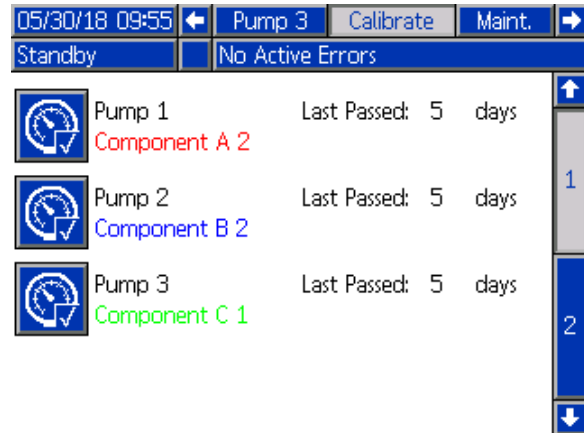 05/30/18 09:55 Pump 3 Calibrate Maint.
Standby No Active Errors
Pump 1 Last Passed: 5 days
Component A 2
1
Pump 2 Last Passed: 5 days
Component B 2
Pump 3 Last Passed: 5 days
Component C 1
2